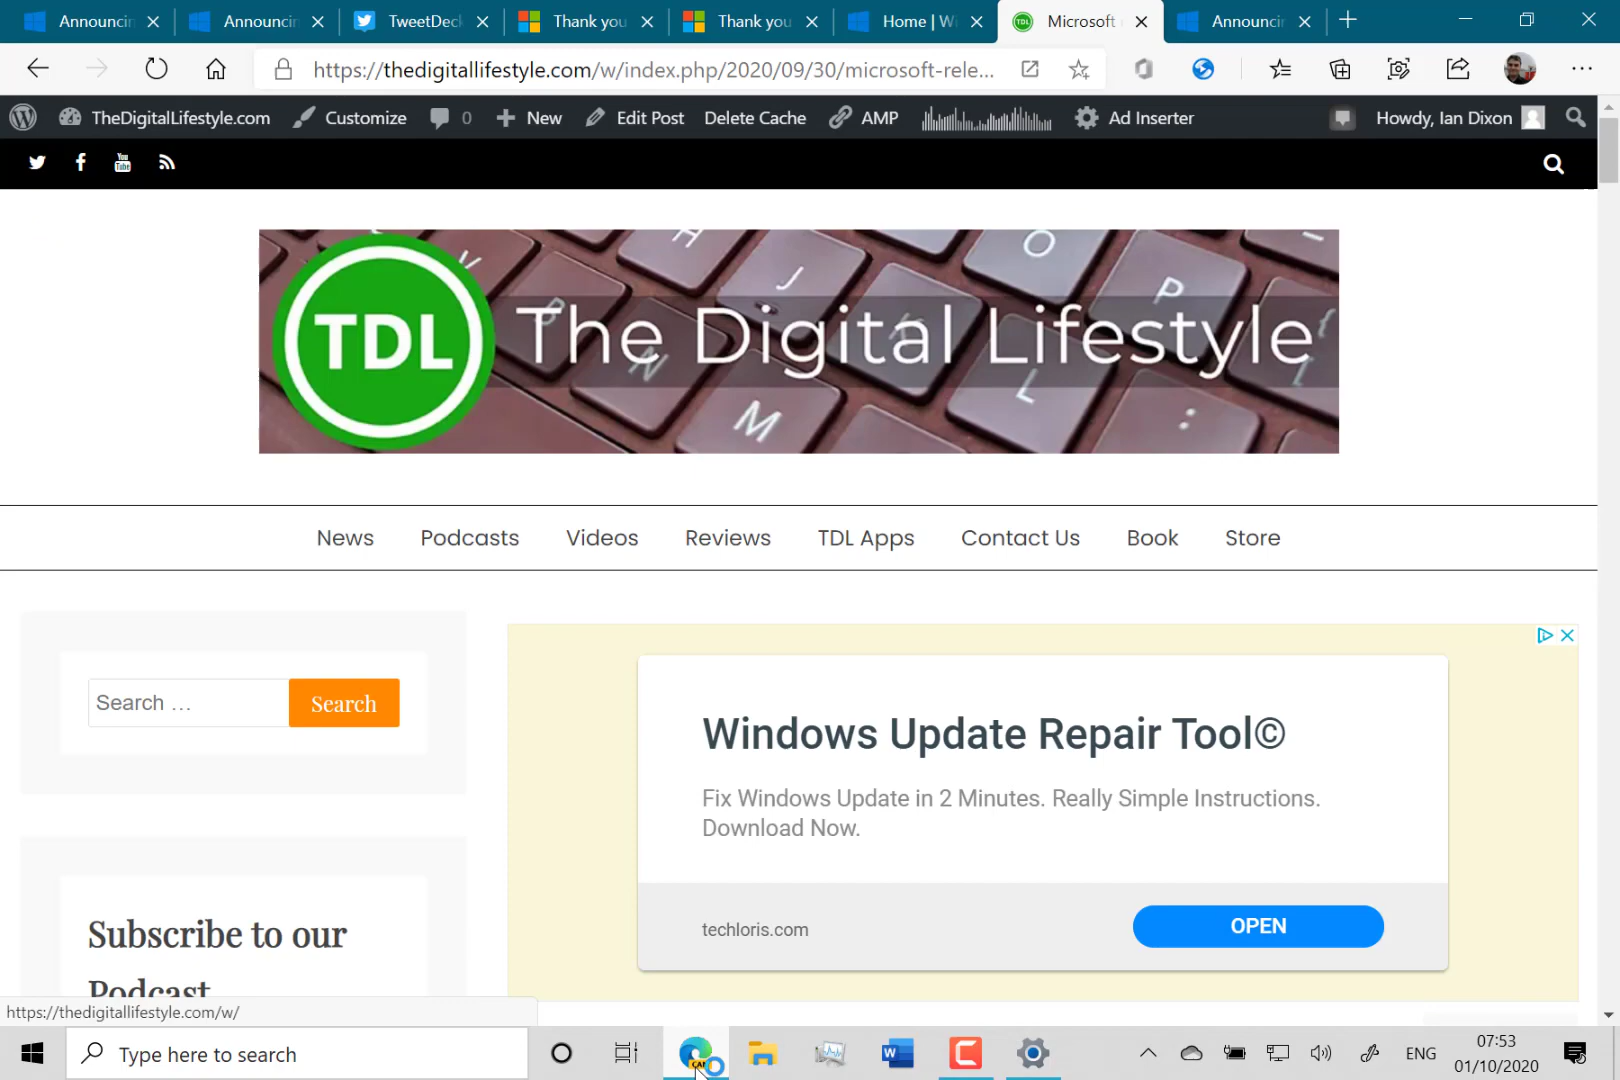 Announcin
Announcin
TweetDeck
Thank you
Thank you
Home | Wi
Microsoft
Announcin
https://thedigitallifestyle.com/w/index.php/2020/09/30/microsoft-rele...
TheDigitalLifestyle.com
Customize
0
New
Edit Post
Delete Cache
AMP
Ad Inserter
Howdy, Ian Dixon
You
Tube
TDL The Digital Lifestyle
News
Podcasts
Videos
Reviews
TDL Apps
Contact Us
Book
Store
Search …
Search
Windows Update Repair Tool©
Fix Windows Update in 2 Minutes. Really Simple Instructions.
Download Now.
techloris.com
OPEN
Subscribe to our
Podcast
https://thedigitallifestyle.com/w/
Type here to search
CAN
ENG
07:53
01/10/2020